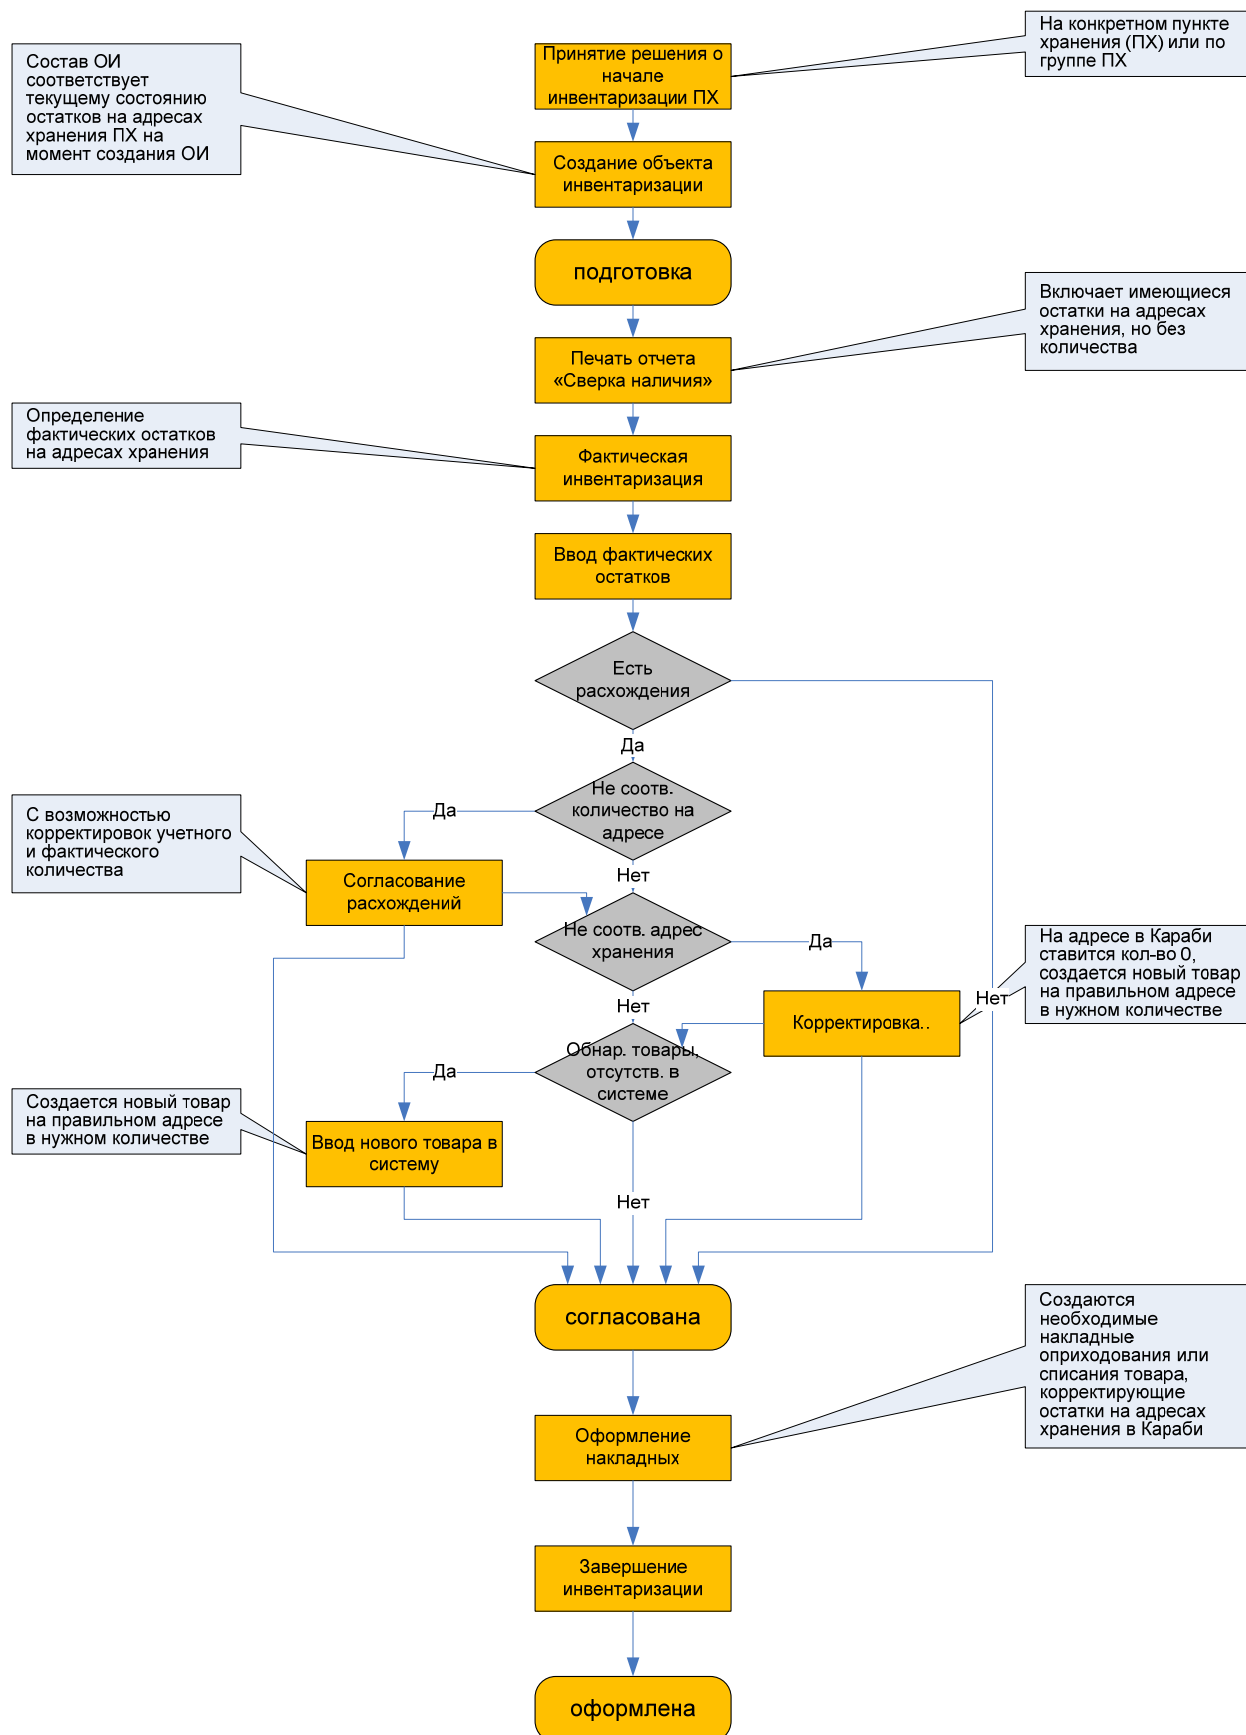 На конкретном пункте
хранения (ПХ) или по
группе ПХ
Принятие решения о
начале
инвентаризации ПХ
Состав ОИ
соответствует
текущему состоянию
остатков на адресах
хранения ПХ на
момент создания ОИ
Создание объекта
инвентаризации
подготовка
Включает имеющиеся
остатки на адресах
хранения, но без
количества
Печать отчета
«Сверка наличия»
Определение
фактических остатков
на адресах хранения
Фактическая
инвентаризация
Ввод фактических
остатков
Есть
расхождения
Да
Не соотв.
количество на
адресе
Да
С возможностью
корректировок учетного
и фактического
количества
Согласование
расхождений
Нет
Не соотв. адрес
хранения
Да
На адресе в Караби
ставится кол-во 0,
создается новый товар
на правильном адресе
в нужном количестве
Нет
Нет
Корректировка..
Обнар. товары,
отсутств. в
системе
Да
Создается новый товар
на правильном адресе
в нужном количестве
Ввод нового товара в
систему
Нет
согласована
Создаются
необходимые
накладные
оприходования или
списания товара,
корректирующие
остатки на адресах
хранения в Караби
Оформление
накладных
Завершение
инвентаризации
оформлена